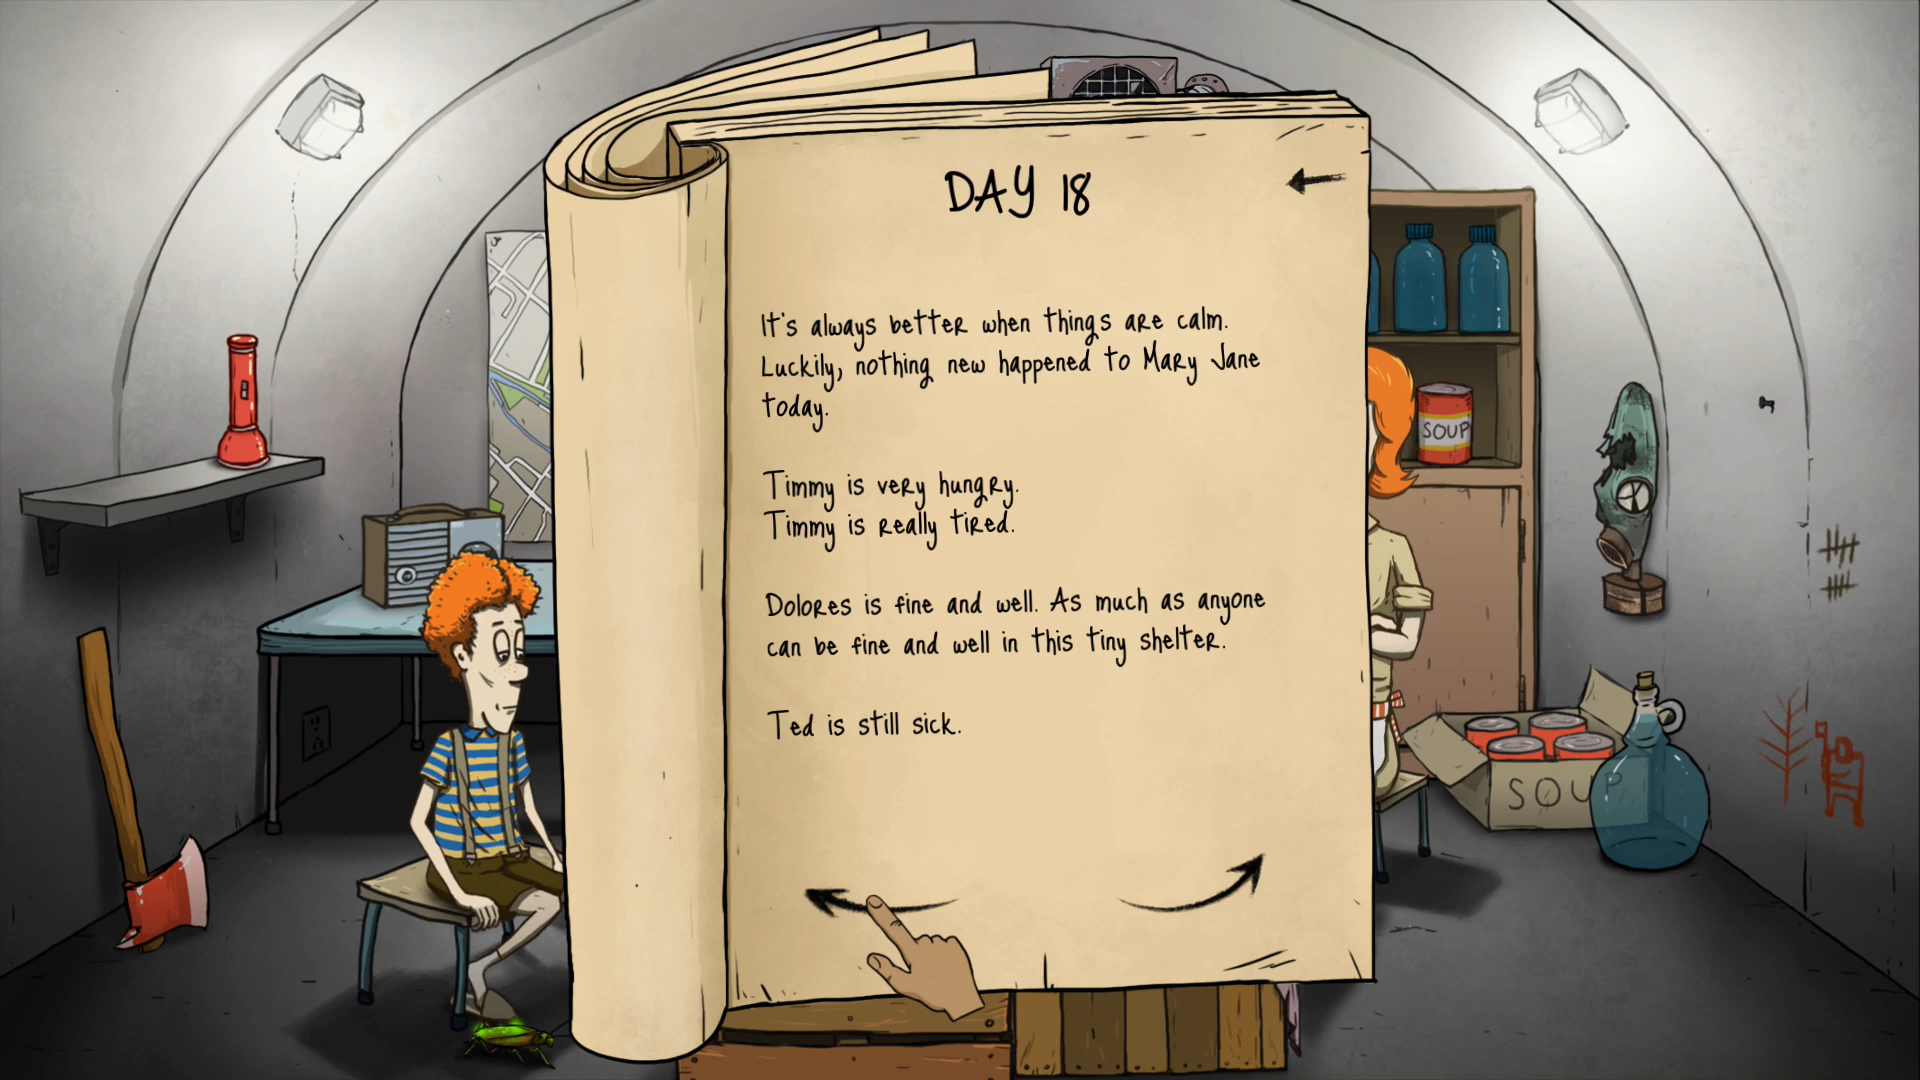 DAY 18
It's always better when things are calm.
Luckily, nothing new happened to Mary Jane
today.
Timmy is very hungry.
Timmy is really tired.
Dolores is fine and well. As much as anyone
can be fine and well in this tiny shelter.
Ted is still sick.
SOUP
SOUP